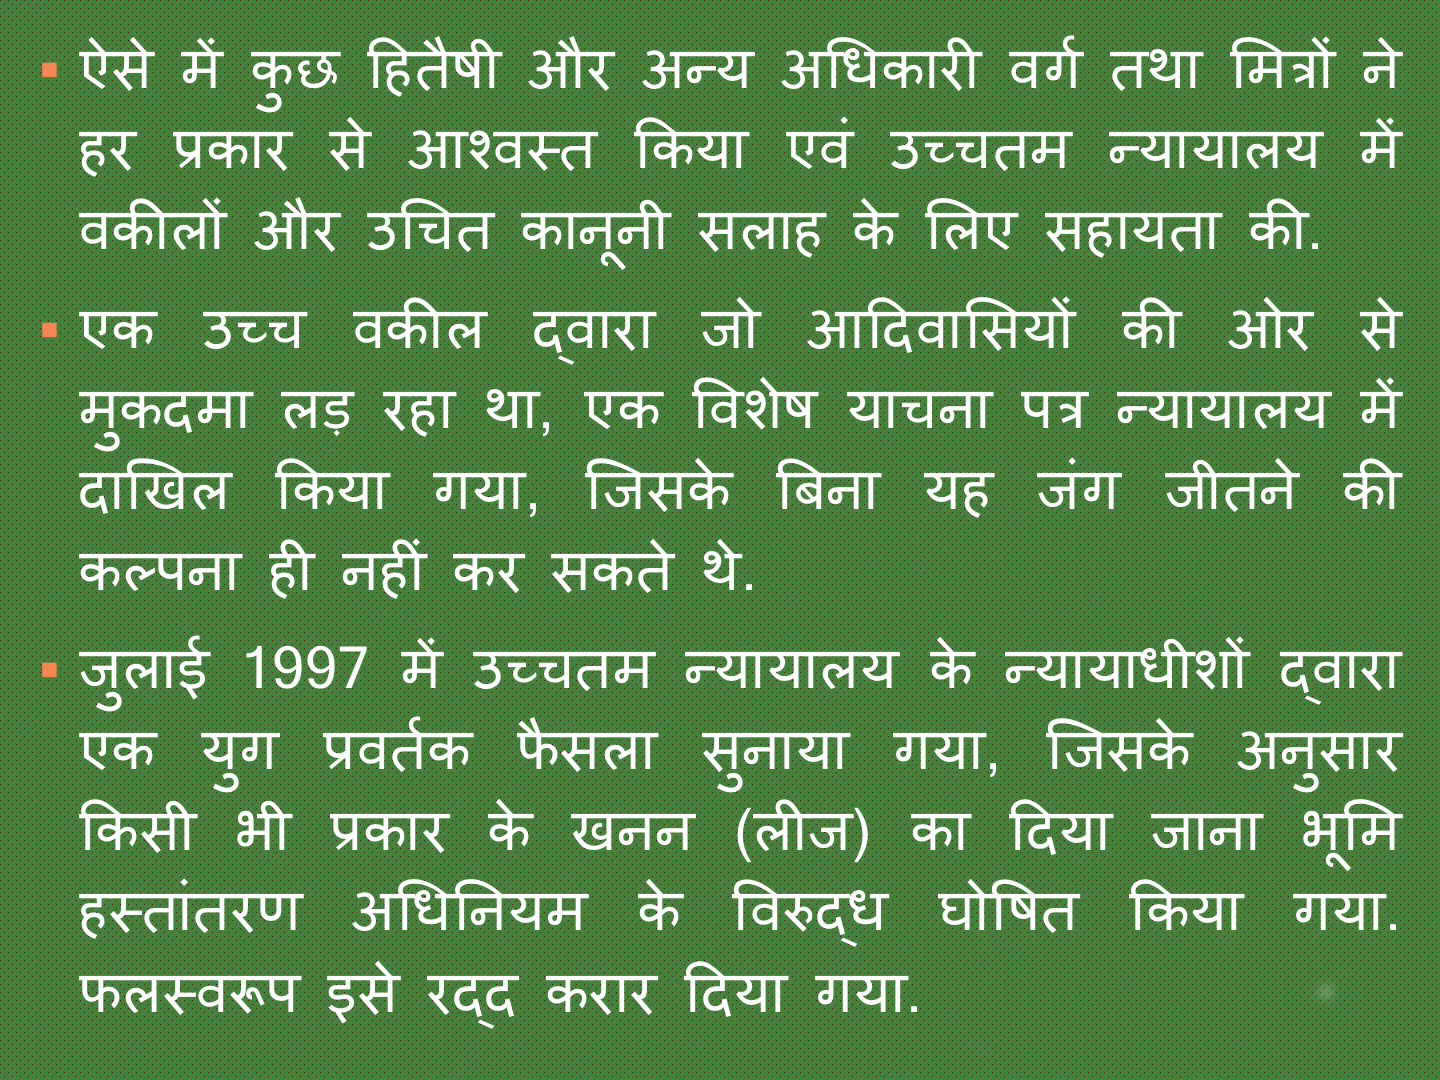 ▪ ऐसे में कुछ हितैषी और अन्य अधिकारी वर्ग तथा मित्रों ने
हर प्रकार से आश्वस्त किया एवं उच्चतम न्यायालय में
वकीलों और उचित कानूनी सलाह के लिए सहायता की.
▪ एक उच्च वकील द्वारा जो आदिवासियों की ओर से
मुकदमा लड़ रहा था, एक विशेष याचना पत्र न्यायालय में
दाखिल किया गया, जिसके बिना यह जंग जीतने की
कल्पना ही नहीं कर सकते थे.
▪ जुलाई 1997 में उच्चतम न्यायालय के न्यायाधीशों द्वारा
एक युग प्रवर्तक फैसला सुनाया गया, जिसके अनुसार
किसी भी प्रकार के खनन (लीज) का दिया जाना भूमि
हस्तांतरण अधिनियम के विरुद्ध घोषित किया गया.
फलस्वरूप इसे रद्द करार दिया गया.